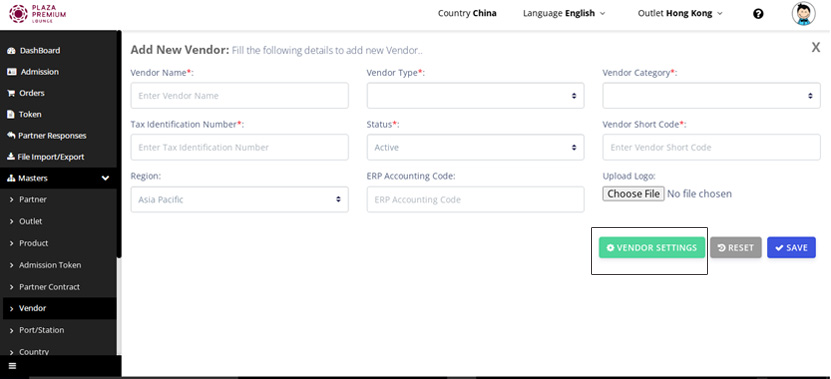 PLAZA
PREMIUM
LOUNGE
Country China
Language English
Outlet Hong Kong
DashBoard
Admission
Orders
Token
Partner Responses
File Import/Export
Masters
Partner
Outlet
Product
Admission Token
Partner Contract
Vendor
Port/Station
Country
Add New Vendor: Fill the following details to add new Vendor..
X
Vendor Name*:
Vendor Type*:
Vendor Category*:
Enter Vendor Name
Tax Identification Number*:
Status*:
Vendor Short Code*:
Enter Tax Identification Number
Active
Enter Vendor Short Code
Region:
ERP Accounting Code:
Upload Logo:
Asia Pacific
ERP Accounting Code
Choose File No file chosen
VENDOR SETTINGS
RESET
SAVE